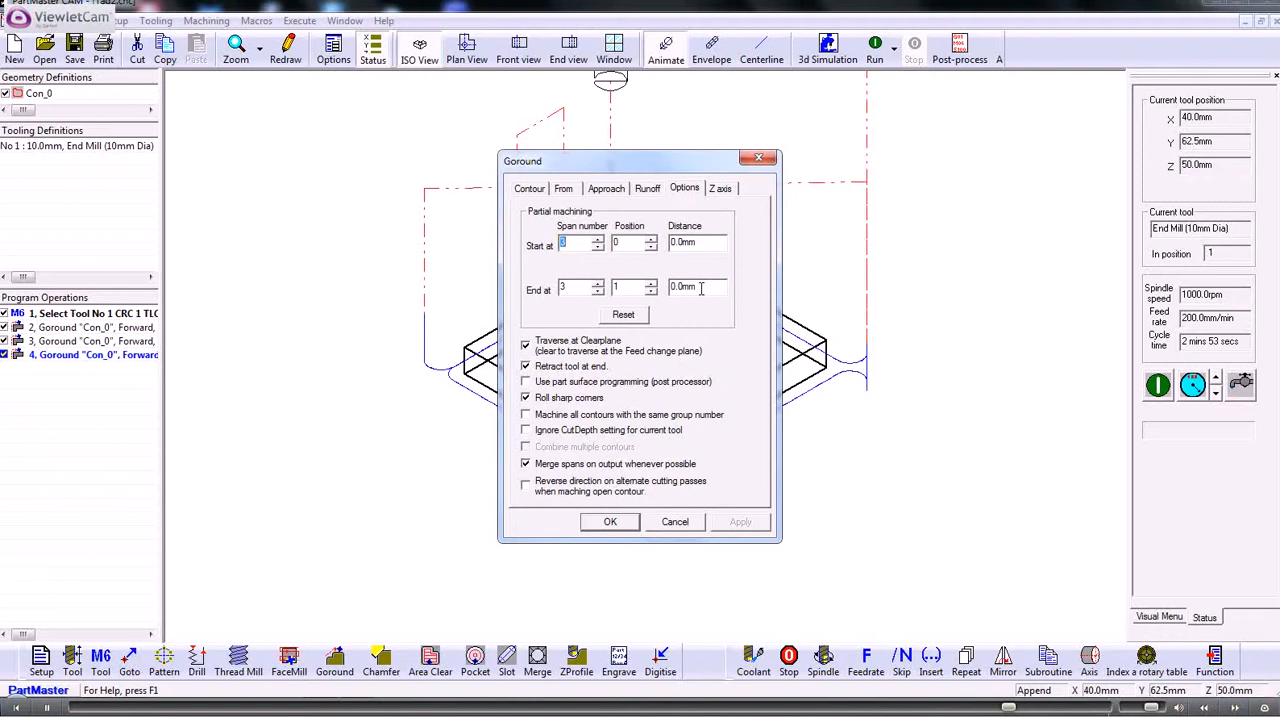 PartMaster CAM - Trad2.cnc
ViewletCam
tup Tooling Machining Macros Execute Window Help
New Open Save Print Cut Copy Paste Zoom Redraw Options Status ISO View Plan View Front view End view Window Animate Envelope Centerline 3d Simulation Run Stop Post-process A
Geometry Definitions
Con_0
Tooling Definitions
No 1 : 10.0mm, End Mill (10mm Dia)
Program Operations
M6 1, Select Tool No 1 CRC 1 TLO
2, Goround "Con_0", Forward,
3, Goround "Con_0", Forward,
4, Goround "Con_0", Forward
Goround
Contour From Approach Runoff Options Z axis
Partial machining
Span number Position Distance
Start at 3 0 0.0mm
End at 3 1 0.0mm
Reset
Traverse at Clearplane
(clear to traverse at the Feed change plane)
Retract tool at end.
Use part surface programming (post processor)
Roll sharp corners
Machine all contours with the same group number
Ignore CutDepth setting for current tool
Combine multiple contours
Merge spans on output whenever possible
Reverse direction on alternate cutting passes
when maching open contour.
OK Cancel Apply
Current tool position
X 40.0mm
Y 62.5mm
Z 50.0mm
Current tool
End Mill (10mm Dia)
In position 1
Spindle speed 1000.0rpm
Feed rate 200.0mm/min
Cycle time 2 mins 53 secs
Visual Menu Status
Setup Tool Tool Goto Pattern Drill Thread Mill FaceMill Goround Chamfer Area Clear Pocket Slot Merge ZProfile Engrave Digitise Coolant Stop Spindle Feedrate Skip Insert Repeat Mirror Subroutine Axis Index a rotary table Function
PartMaster For Help, press F1 Append X 40.0mm Y 62.5mm Z 50.0mm